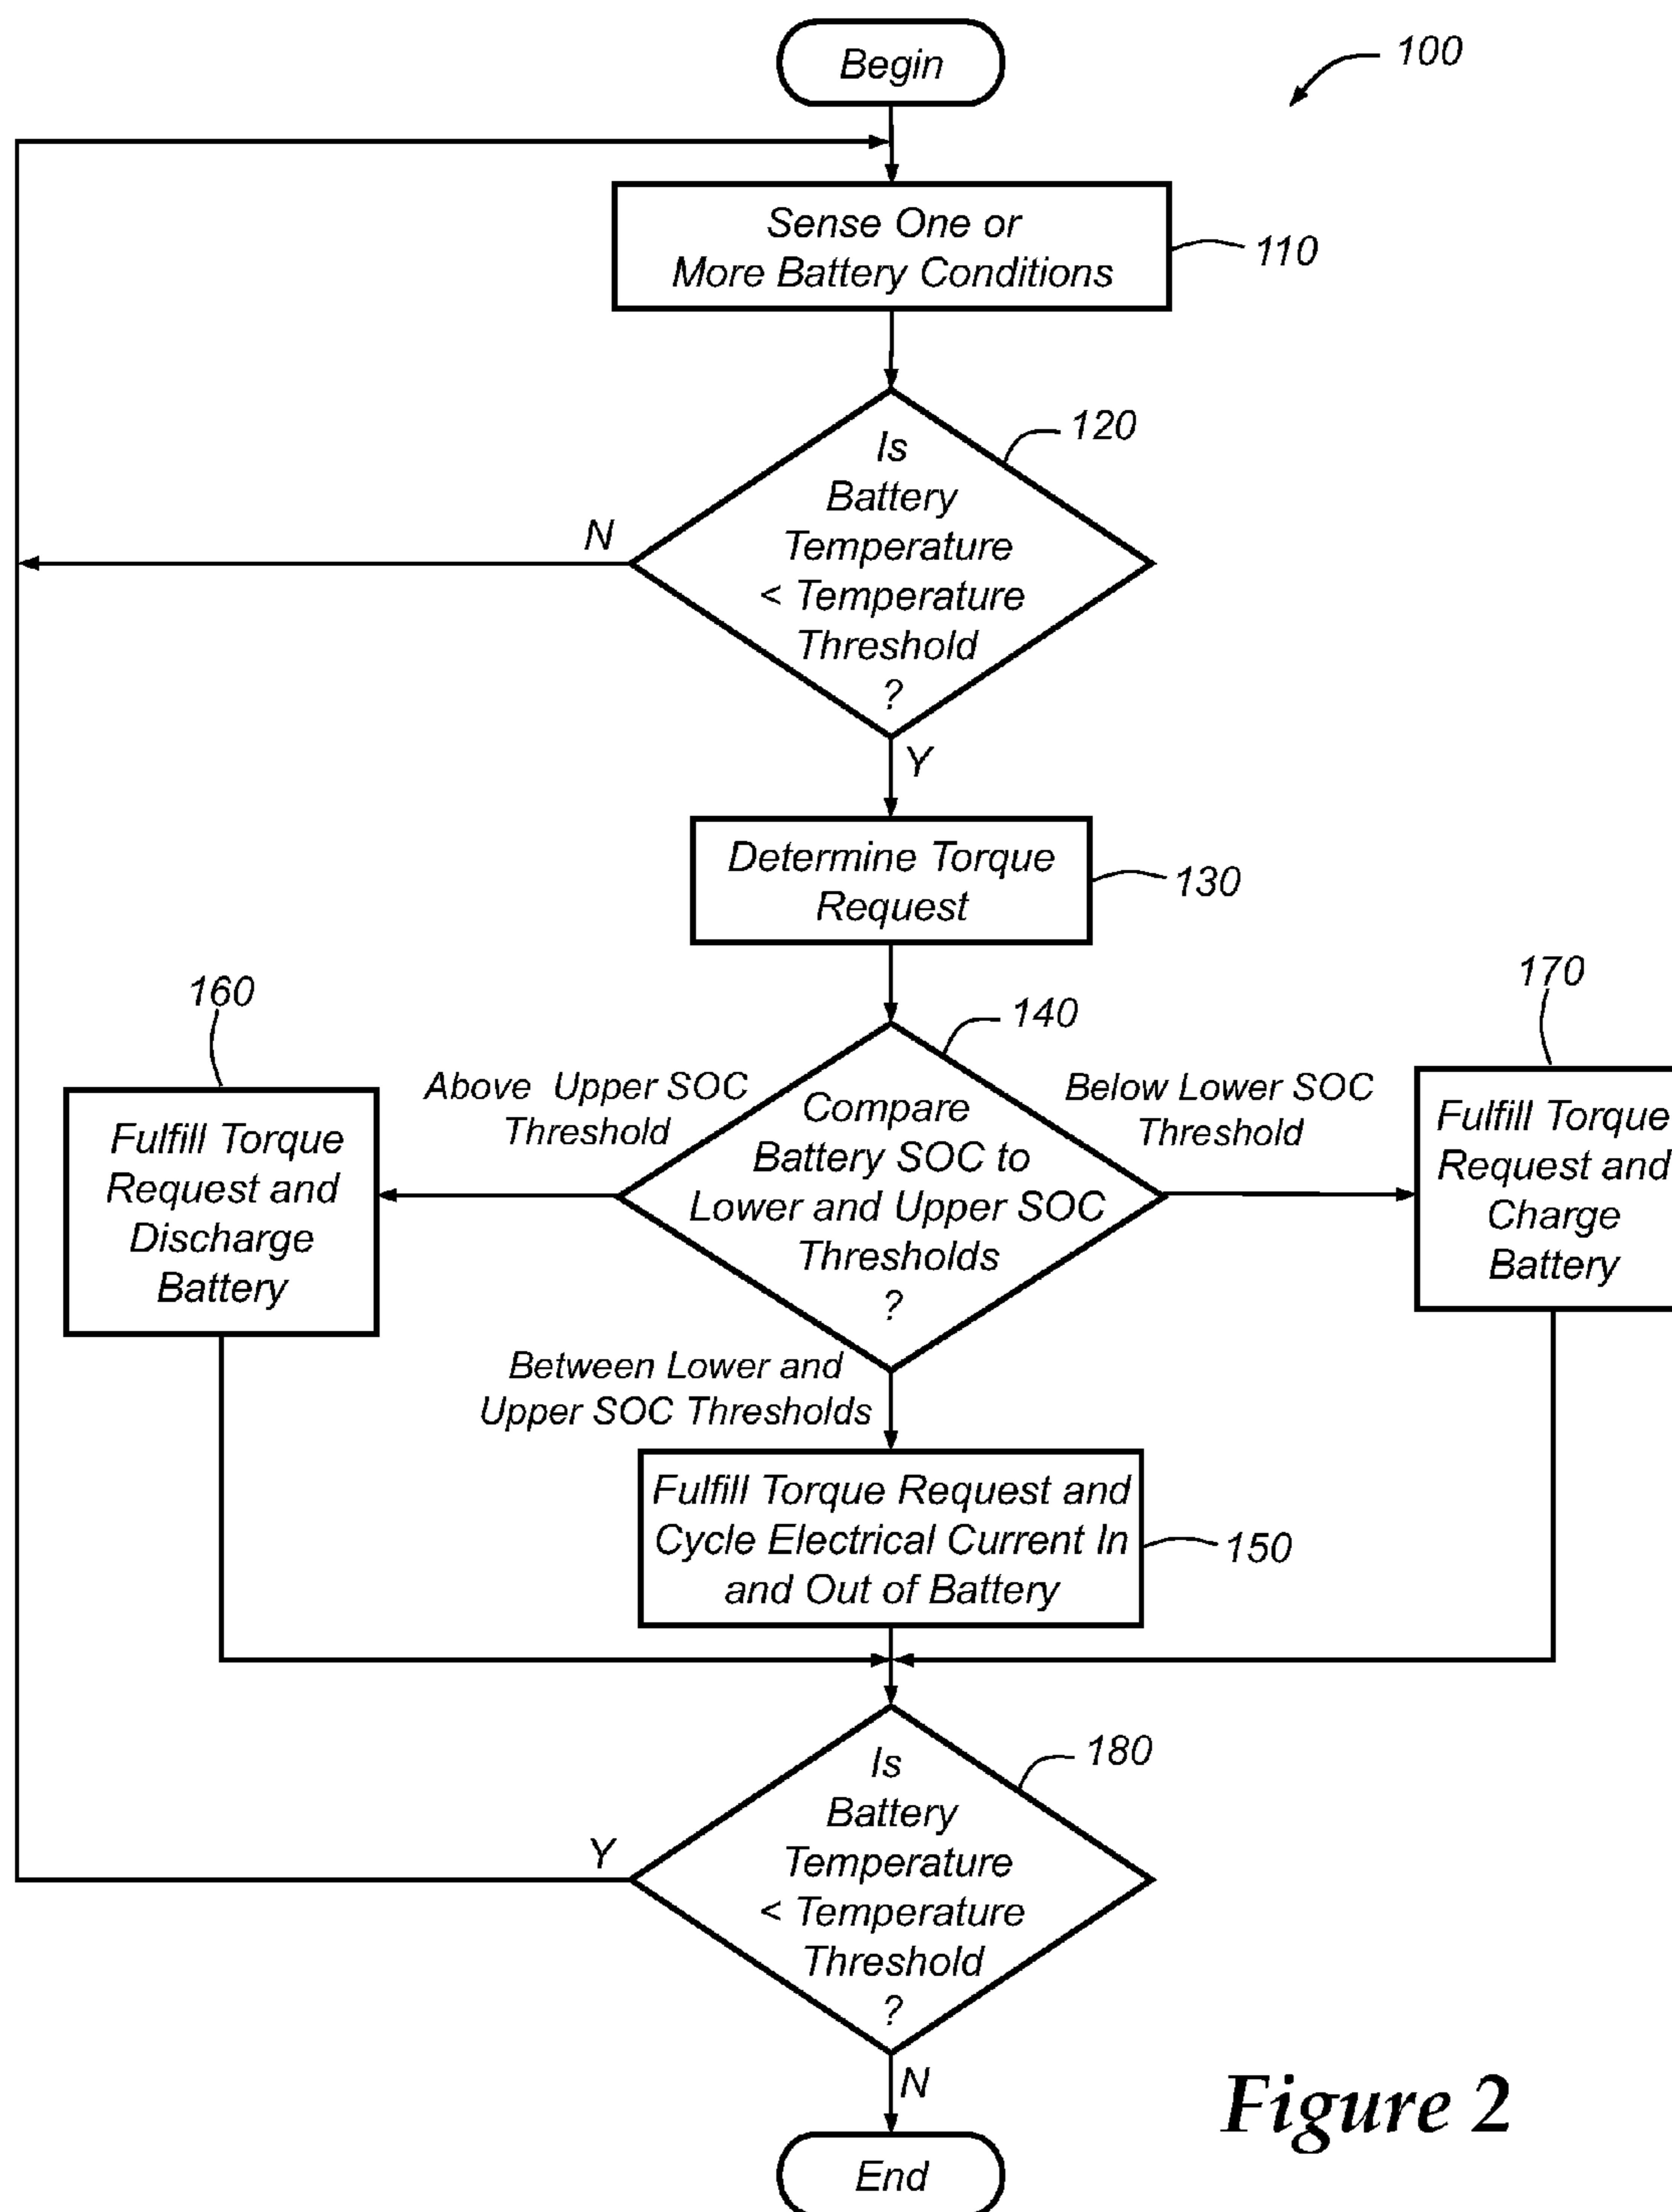 Begin
100
Sense One or
More Battery Conditions
110
120
Is
Battery
Temperature
< Temperature
Threshold
?
N
Y
Determine Torque
Request
130
160
170
140
Above Upper SOC
Threshold
Below Lower SOC
Threshold
Compare
Battery SOC to
Lower and Upper SOC
Thresholds
?
Fulfill Torque
Request and
Discharge
Battery
Fulfill Torque
Request and
Charge
Battery
Between Lower and
Upper SOC Thresholds
Fulfill Torque Request and
Cycle Electrical Current In
and Out of Battery
150
180
Is
Battery
Temperature
< Temperature
Threshold
?
Y
N
End
Figure 2